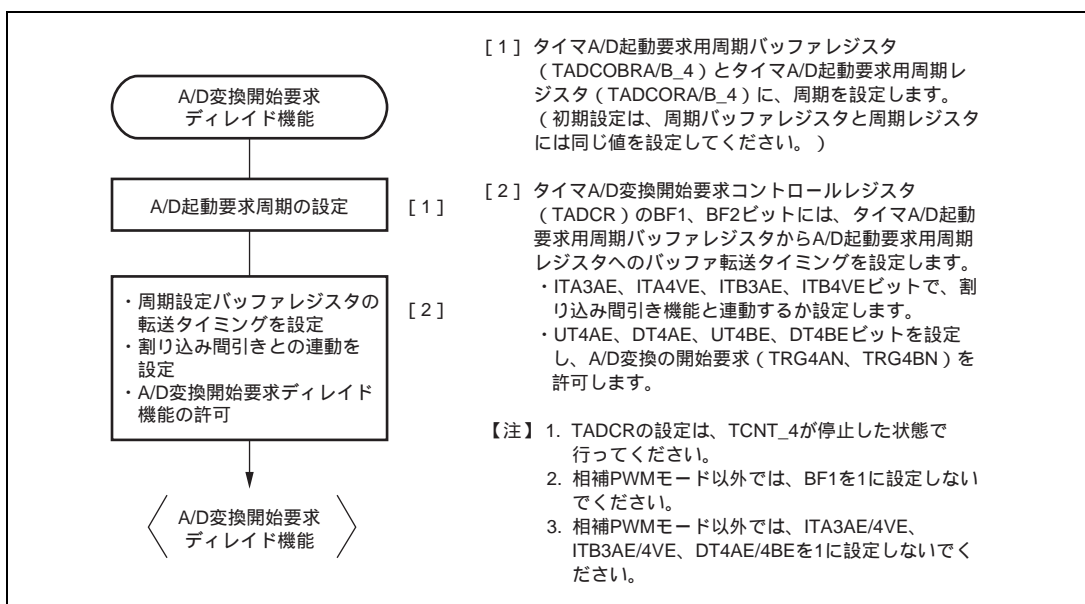 A/D変換開始要求
ディレイド機能
A/D起動要求周期の設定
[1]
・周期設定バッファレジスタの
転送タイミングを設定
・割り込み間引きとの連動を
設定
・A/D変換開始要求ディレイド
機能の許可
[2]
A/D変換開始要求
ディレイド機能
[1] タイマA/D起動要求用周期バッファレジスタ
(TADCOBRA/B_4)とタイマA/D起動要求用周期レ
ジスタ(TADCORA/B_4)に、周期を設定します。
(初期設定は、周期バッファレジスタと周期レジスタ
には同じ値を設定してください。)
[2] タイマA/D変換開始要求コントロールレジスタ
(TADCR)のBF1、BF2ビットには、タイマA/D起動
要求用周期バッファレジスタからA/D起動要求用周期
レジスタへのバッファ転送タイミングを設定します。
・ITA3AE、ITA4VE、ITB3AE、ITB4VEビットで、割
り込み間引き機能と連動するか設定します。
・UT4AE、DT4AE、UT4BE、DT4BEビットを設定
し、A/D変換の開始要求(TRG4AN、TRG4BN)を
許可します。
【注】1. TADCRの設定は、TCNT_4が停止した状態で
行ってください。
2. 相補PWMモード以外では、BF1を1に設定しない
でください。
3. 相補PWMモード以外では、ITA3AE/4VE、
ITB3AE/4VE、DT4AE/4BEを1に設定しないでく
ださい。